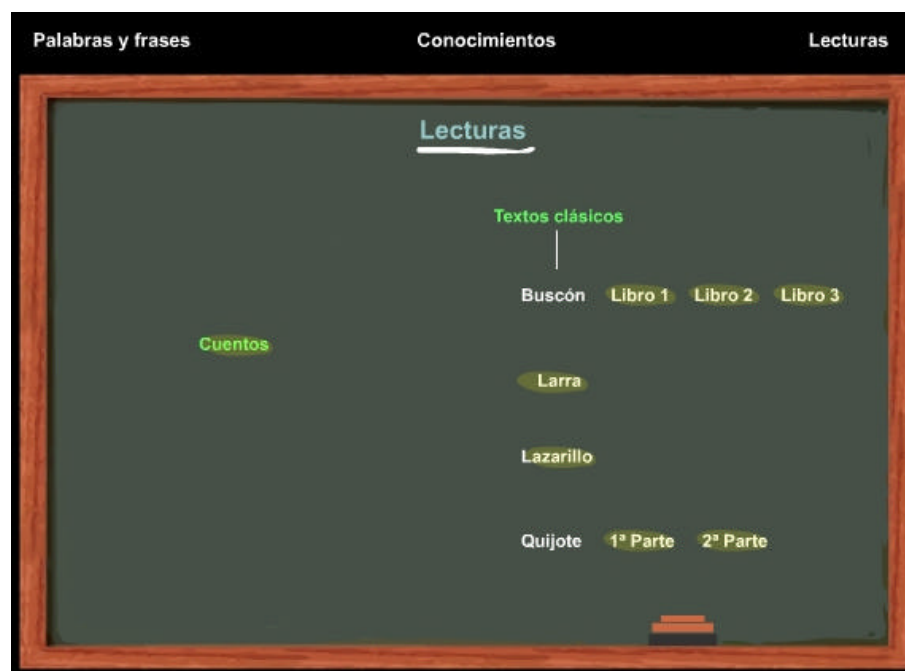 Palabras y frases Conocimientos Lecturas
Lecturas
Textos clásicos
Buscón Libro 1 Libro 2 Libro 3
Cuentos
Larra
Lazarillo
Quijote 1ª Parte 2ª Parte